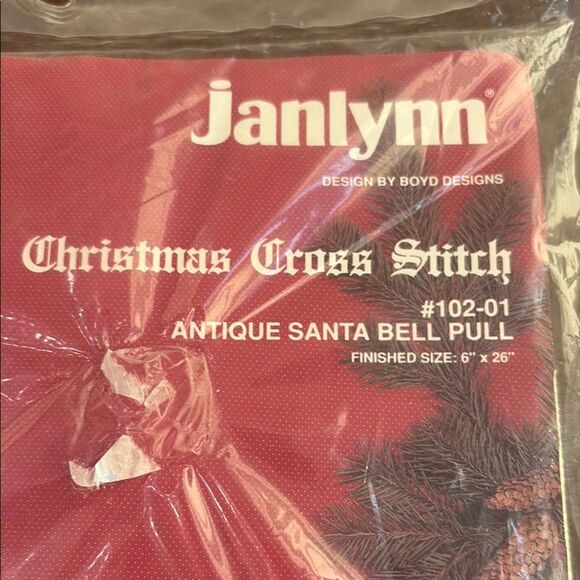 Janlynn®
DESIGN BY BOYD DESIGNS
Christmas Cross Stitch
#102-01
ANTIQUE SANTA BELL PULL
FINISHED SIZE: 6" x 26"